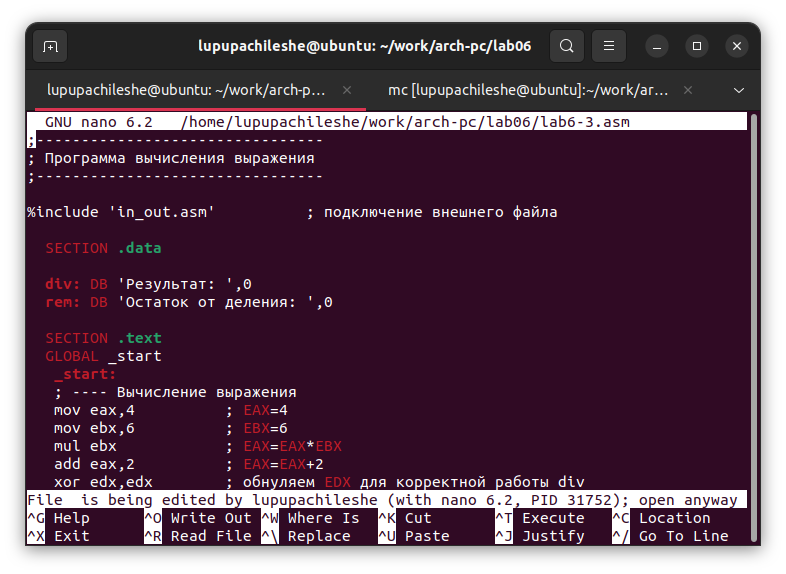 lupupachileshe@ubuntu: ~/work/arch-pc/lab06
lupupachileshe@ubuntu: ~/work/arch-p... × mc [lupupachileshe@ubuntu]:~/work/ar... ×
GNU nano 6.2 /home/lupupachileshe/work/arch-pc/lab06/lab6-3.asm
;--------------------------------
; Программа вычисления выражения
;--------------------------------
%include 'in_out.asm' ; подключение внешнего файла
SECTION .data
div: DB 'Результат: ',0
rem: DB 'Остаток от деления: ',0
SECTION .text
GLOBAL _start
_start:
; ---- Вычисление выражения
mov eax,4 ; EAX=4
mov ebx,6 ; EBX=6
mul ebx ; EAX=EAX*EBX
add eax,2 ; EAX=EAX+2
xor edx,edx ; обнуляем EDX для корректной работы div
File  is being edited by lupupachileshe (with nano 6.2, PID 31752); open anyway
^G Help ^O Write Out ^W Where Is ^K Cut ^T Execute ^C Location
^X Exit ^R Read File ^\ Replace ^U Paste ^J Justify ^/ Go To Line